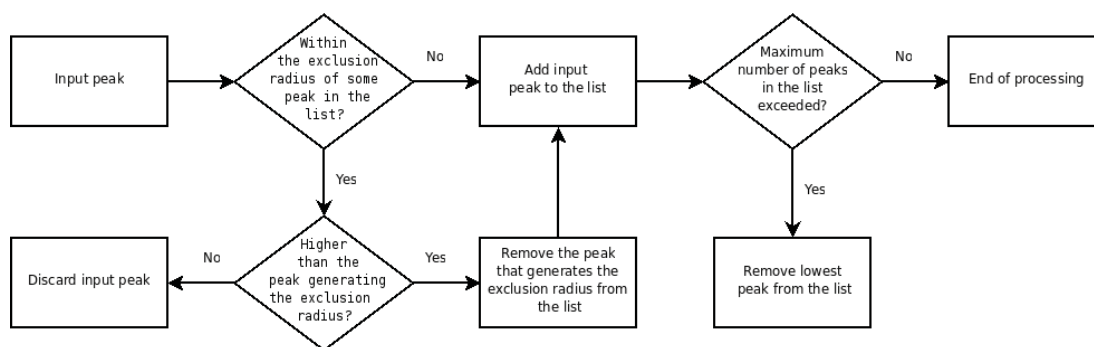 Input peak
Within
the exclusion
radius of some
peak in the
list?
No
Add input
peak to the list
Maximum
number of peaks
in the list
exceeded?
No
End of processing
Yes
Yes
Discard input peak
No
Higher
than the
peak generating
the exclusion
radius?
Yes
Remove the peak
that generates the
exclusion radius from
the list
Remove lowest
peak from the list